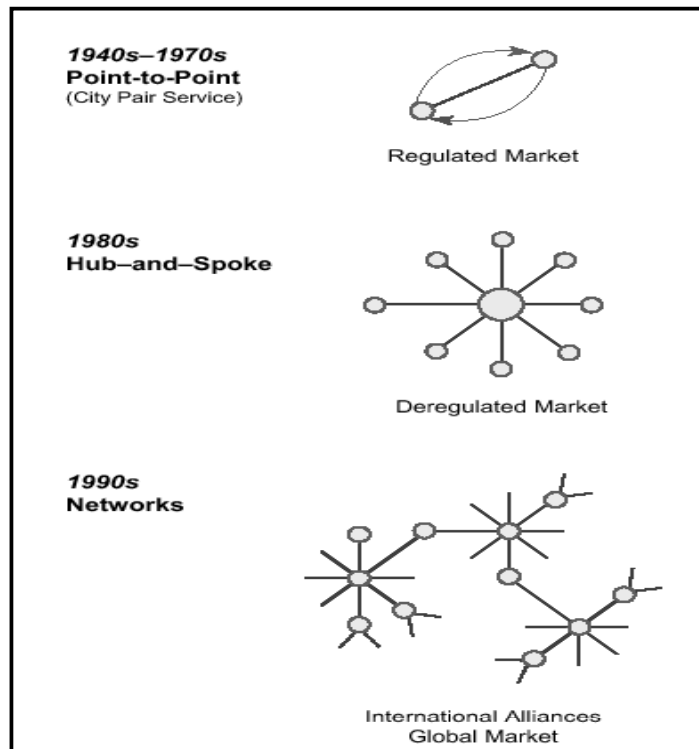 1940s–1970s
Point-to-Point
(City Pair Service)
Regulated Market
1980s
Hub–and–Spoke
Deregulated Market
1990s
Networks
International Alliances
Global Market